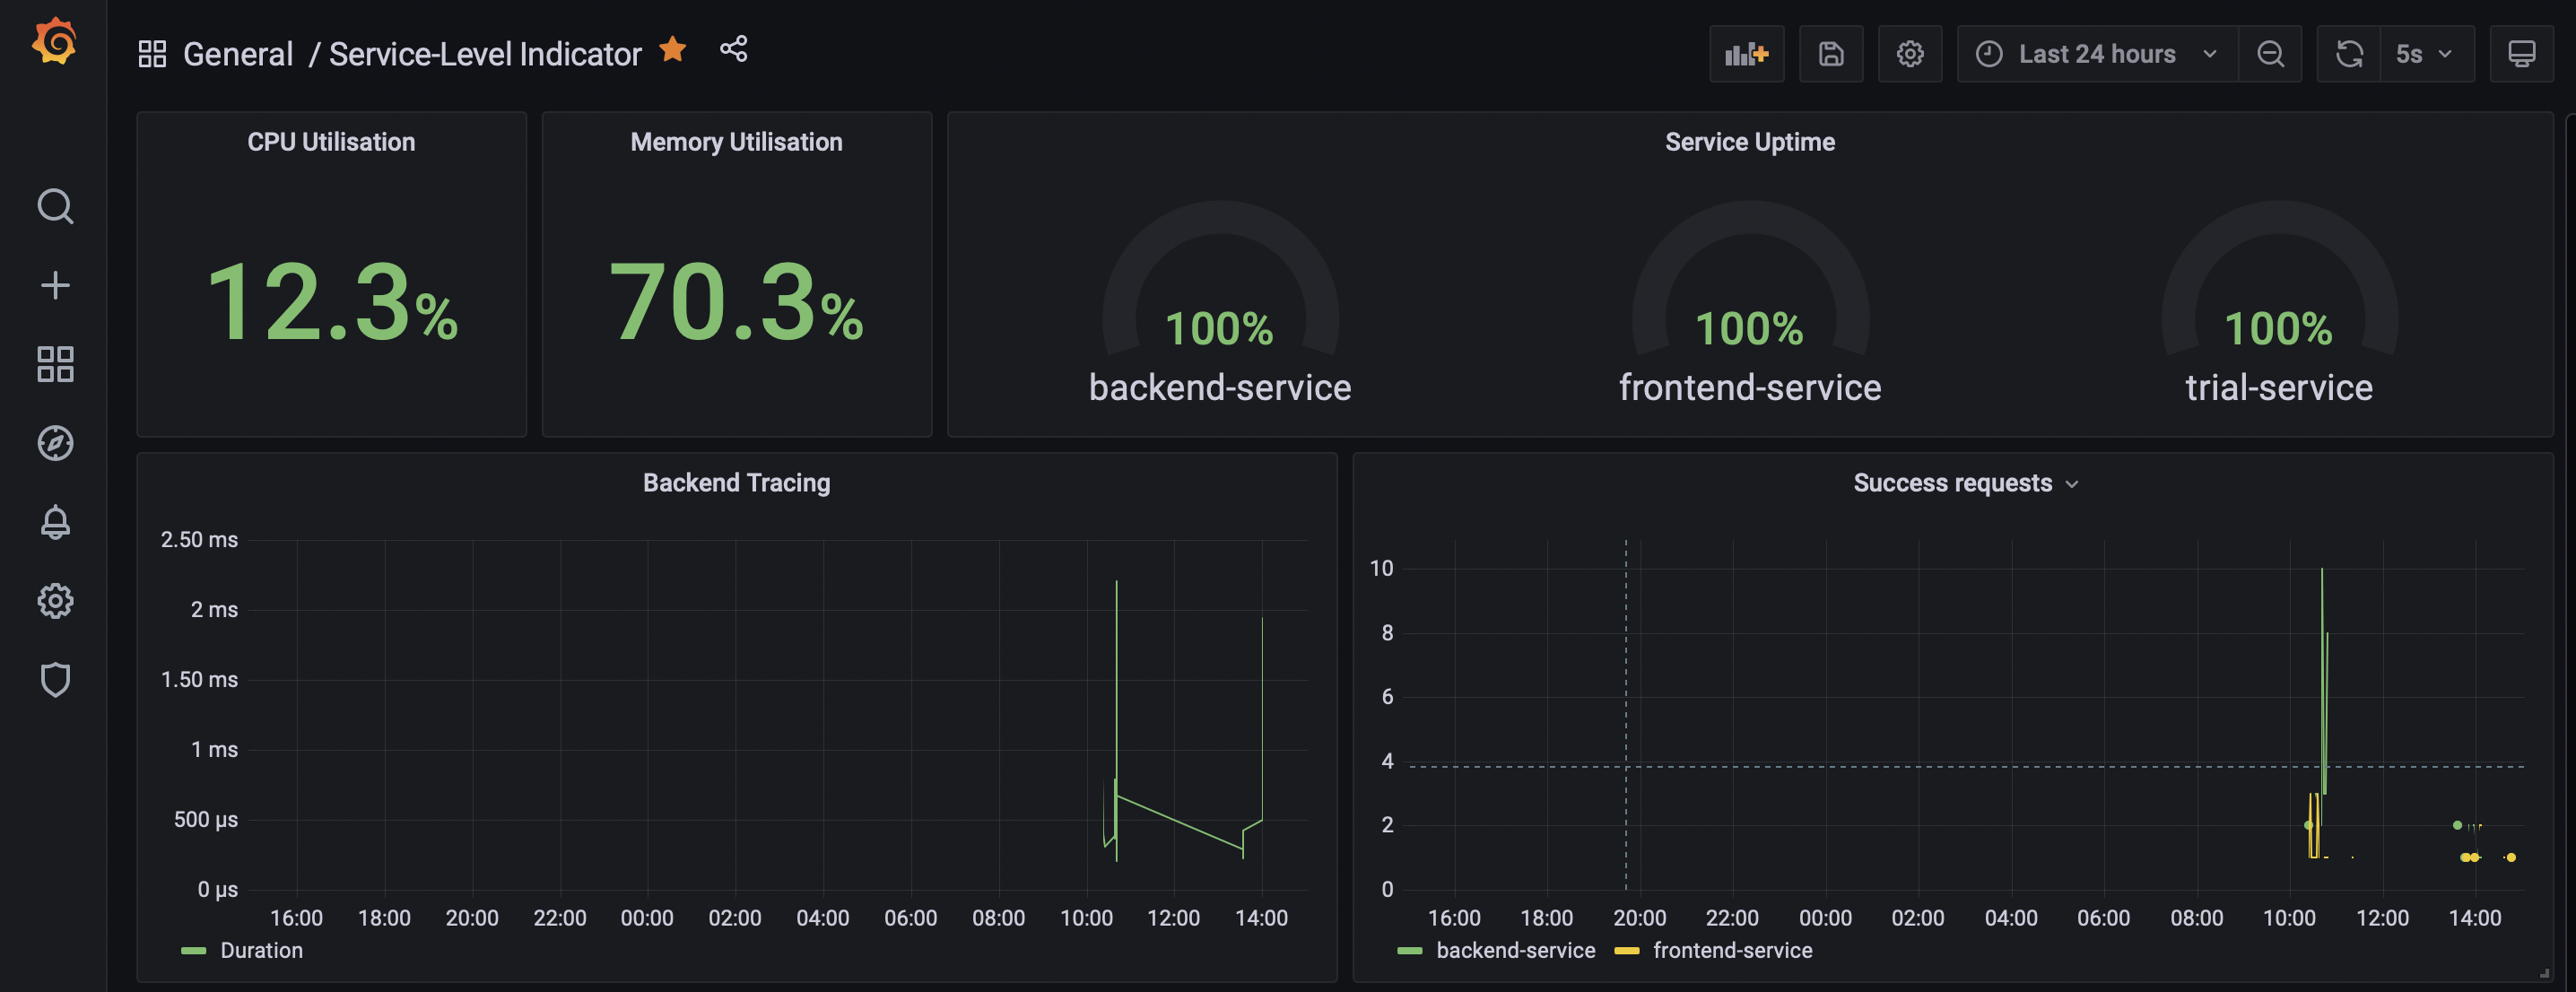 General / Service-Level Indicator
Last 24 hours
5s
CPU Utilisation
12.3%
Memory Utilisation
70.3%
Service Uptime
100%
backend-service
100%
frontend-service
100%
trial-service
Backend Tracing
2.50 ms
2 ms
1.50 ms
1 ms
500 µs
0 µs
16:00 18:00 20:00 22:00 00:00 02:00 04:00 06:00 08:00 10:00 12:00 14:00
Duration
Success requests
10
8
6
4
2
0
16:00 18:00 20:00 22:00 00:00 02:00 04:00 06:00 08:00 10:00 12:00 14:00
backend-service frontend-service